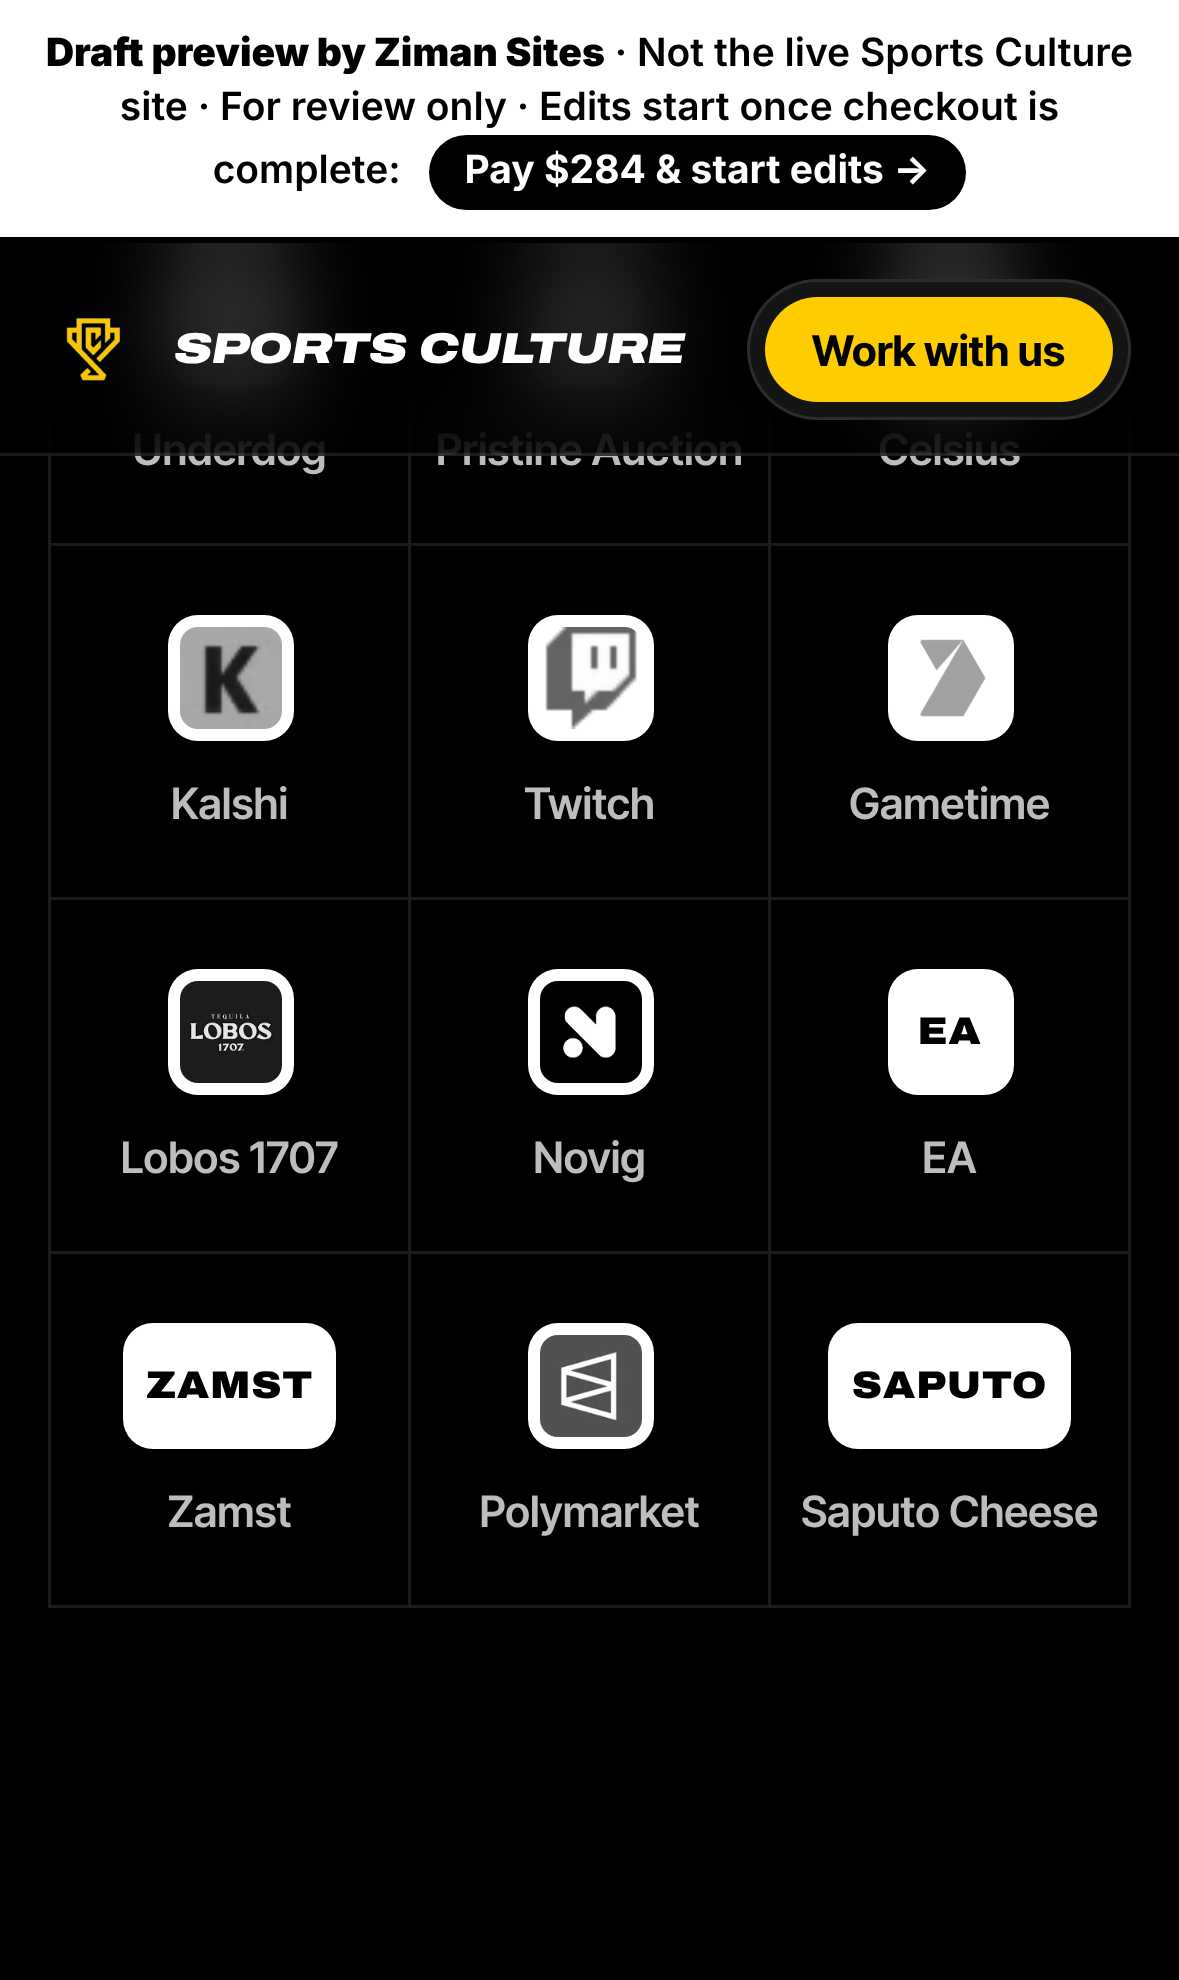 Draft preview by Ziman Sites · Not the live Sports Culture
site · For review only · Edits start once checkout is
complete: Pay $284 & start edits →
SPORTS CULTURE
Work with us
Underdog
Pristine Auction
Celsius
K
Kalshi
Twitch
Gametime
TEQUILA
LOBOS
1707
Lobos 1707
Novig
EA
EA
ZAMST
Zamst
Polymarket
SAPUTO
Saputo Cheese